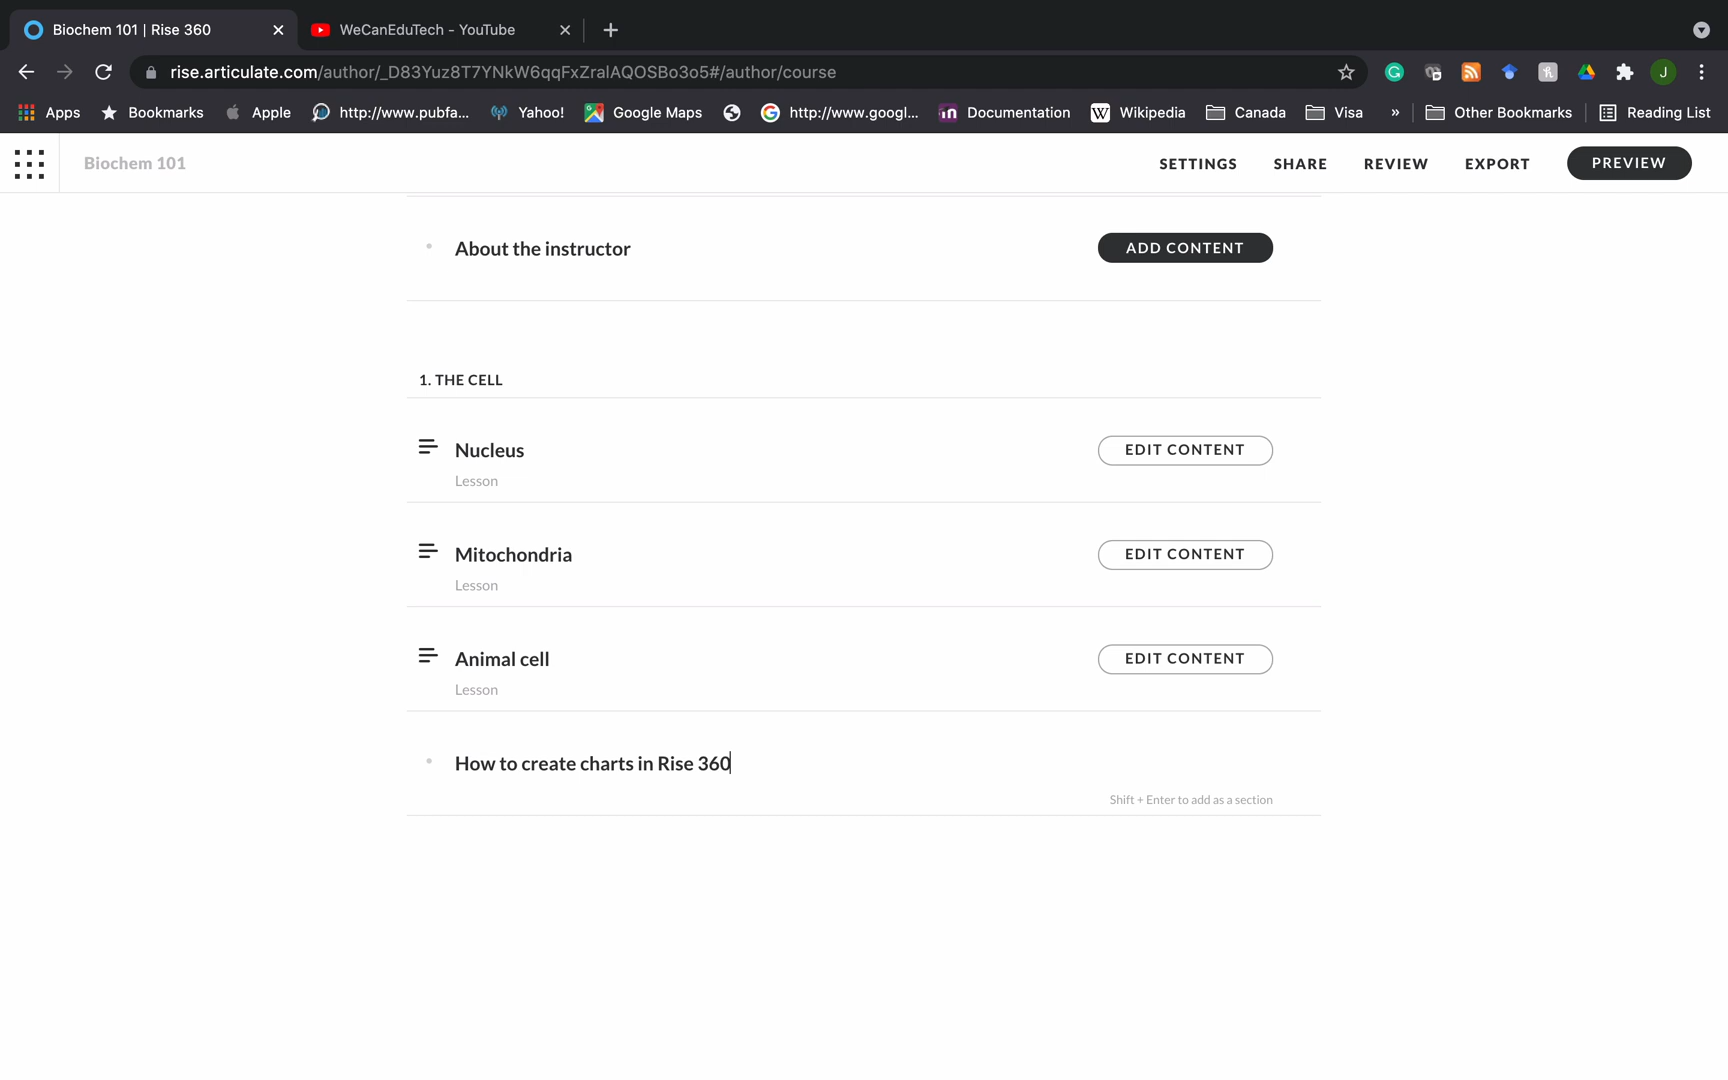 Biochem 101 | Rise 360
WeCanEduTech - YouTube
rise.articulate.com/author/_D83Yuz8T7YNkW6qqFxZralAQOSBo3o5#/author/course
J
Apps
Bookmarks
Apple
http://www.pubfa...
Yahoo!
Google Maps
http://www.googl...
Documentation
Wikipedia
Canada
Visa
»
Other Bookmarks
Reading List
Biochem 101
SETTINGS
SHARE
REVIEW
EXPORT
PREVIEW
About the instructor
ADD CONTENT
1. THE CELL
Nucleus
EDIT CONTENT
Lesson
Mitochondria
EDIT CONTENT
Lesson
Animal cell
EDIT CONTENT
Lesson
How to create charts in Rise 360
Shift + Enter to add as a section